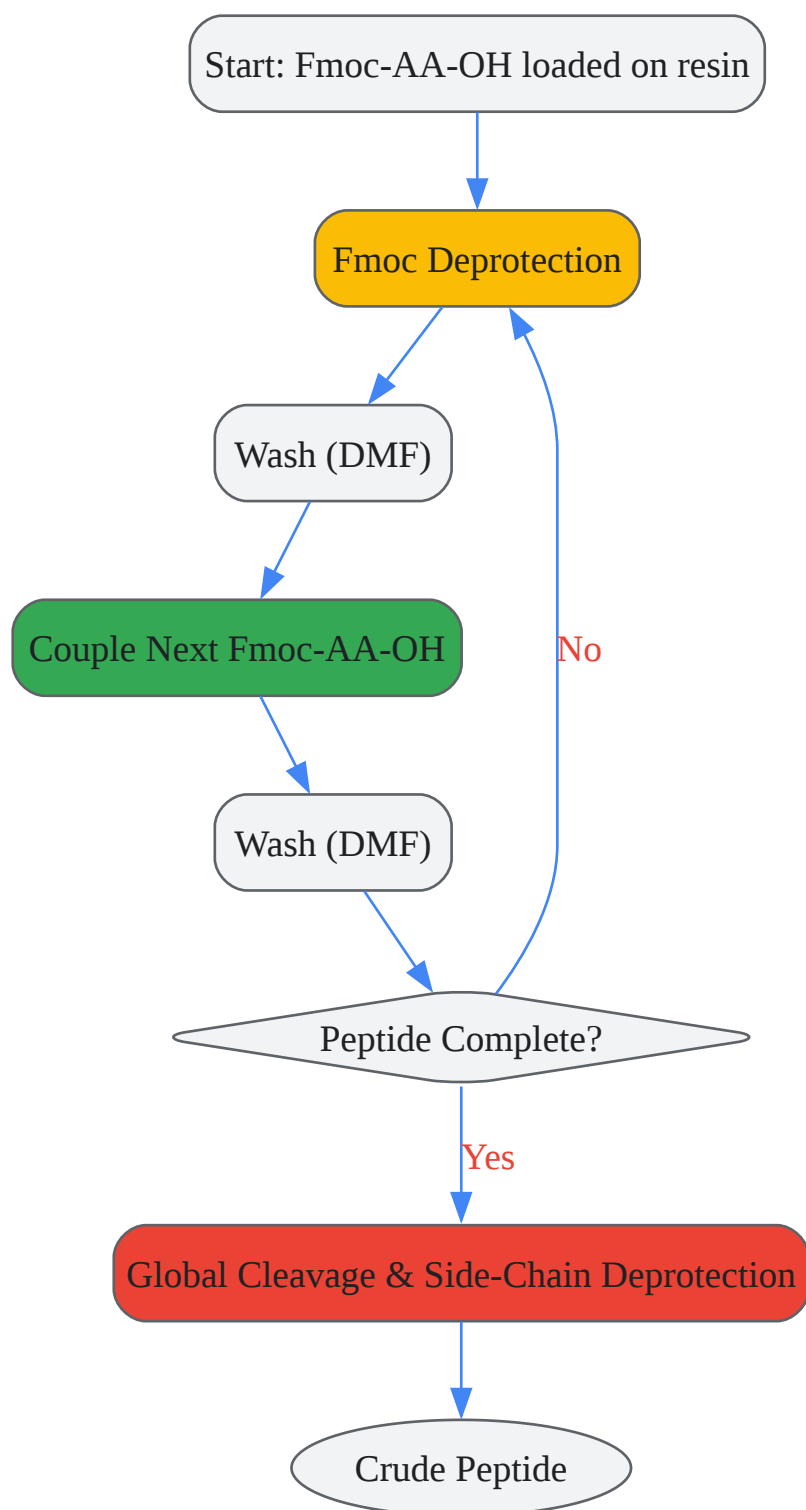 Start: Fmoc-AA-OH loaded on resin
Fmoc Deprotection
Wash (DMF)
Couple Next Fmoc-AA-OH
No
Wash (DMF)
Peptide Complete?
Yes
Global Cleavage & Side-Chain Deprotection
Crude Peptide